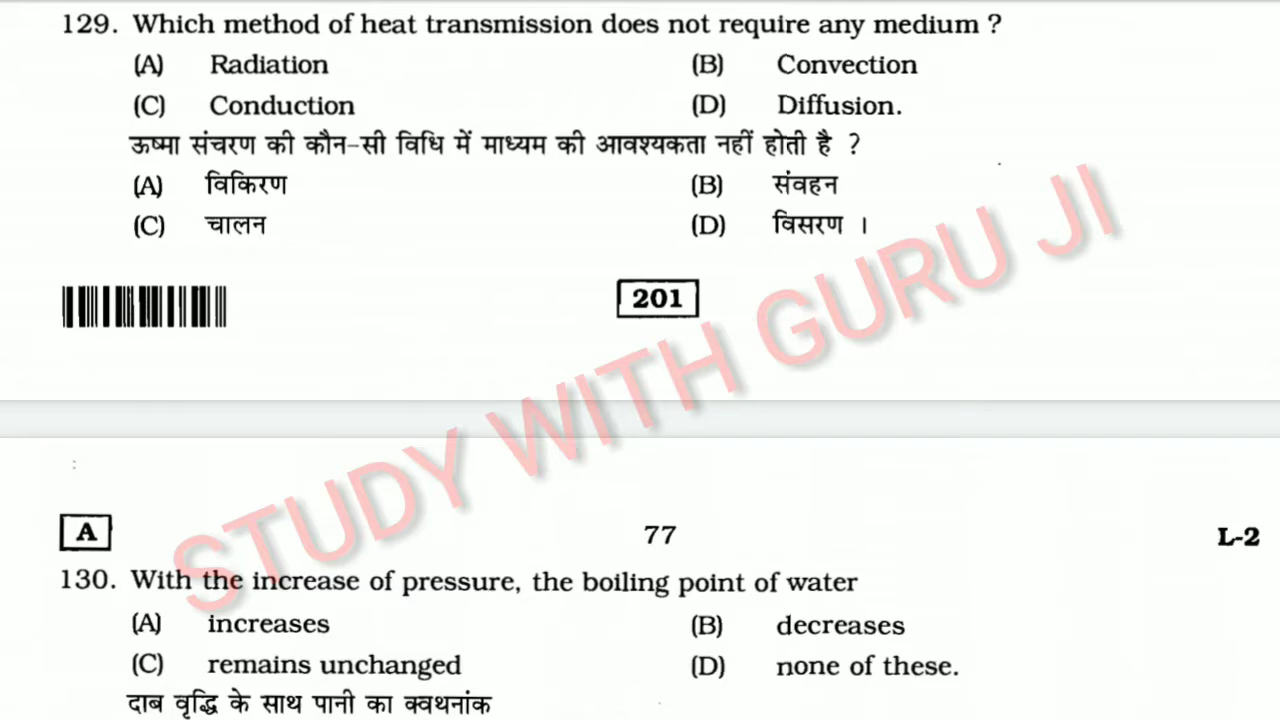 129. Which method of heat transmission does not require any medium ?
(A) Radiation (B) Convection
(C) Conduction (D) Diffusion.
ऊष्मा संचरण की कौन-सी विधि में माध्यम की आवश्यकता नहीं होती है ?
(A) विकिरण (B) संवहन
(C) चालन (D) विसरण ।
201
STUDY WITH GURU JI
A 77 L-2
130. With the increase of pressure, the boiling point of water
(A) increases (B) decreases
(C) remains unchanged (D) none of these.
दाब वृद्धि के साथ पानी का क्वथनांक